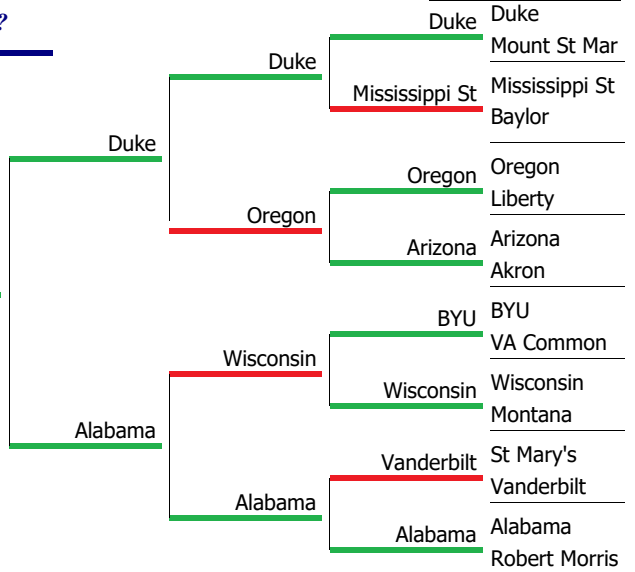 ?
Duke
Duke
Mount St Mar
Duke
Mississippi St
Mississippi St
Baylor
Duke
Oregon
Oregon
Liberty
Oregon
Arizona
Arizona
Akron
BYU
BYU
VA Common
Wisconsin
Wisconsin
Wisconsin
Montana
Alabama
Vanderbilt
St Mary's
Vanderbilt
Alabama
Alabama
Alabama
Robert Morris